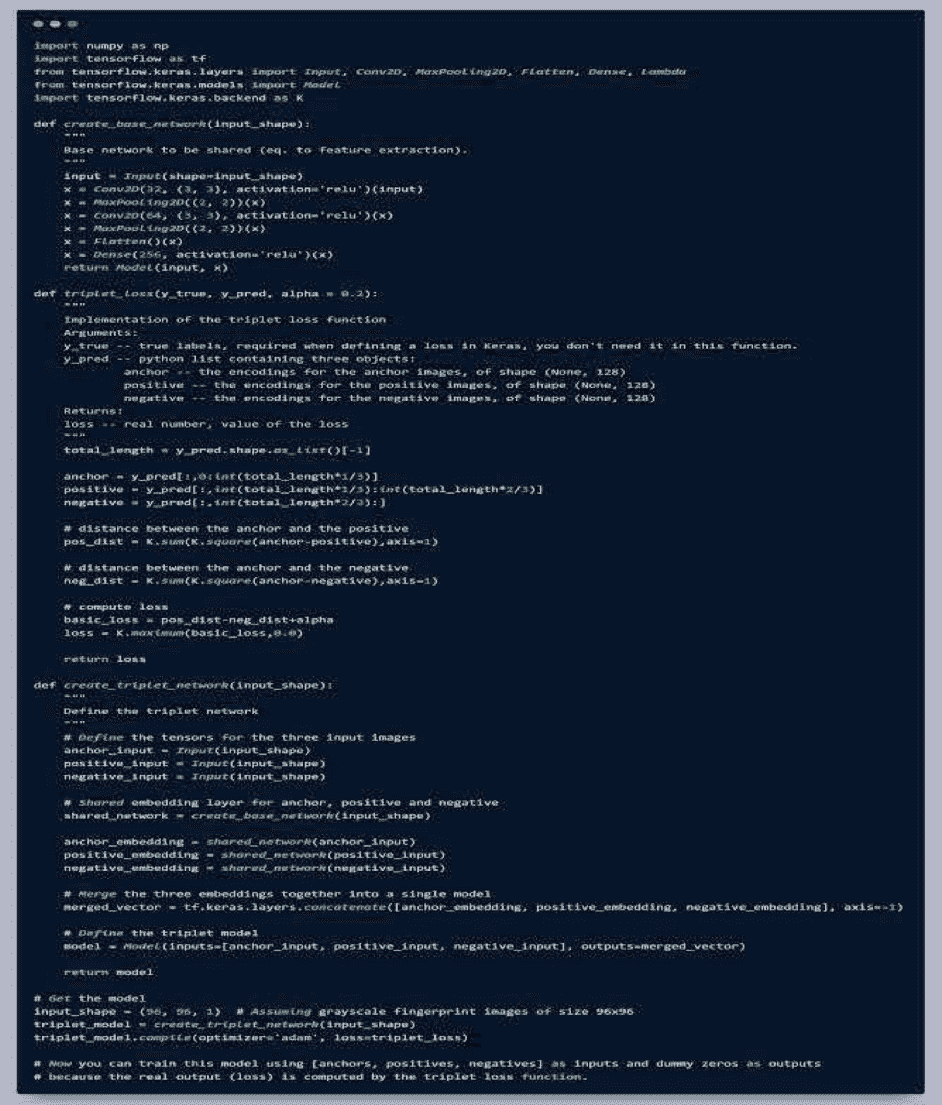 import numpy as np
import tensorflow as tf
from tensorflow.keras.layers import Input, Conv2D, MaxPooling2D, Flatten, Dense, Lambda
from tensorflow.keras.models import Model
import tensorflow.keras.backend as K
def create_base_network(input_shape):
"""
Base network to be shared (eq. to feature extraction).
"""
input = Input(shape=input_shape)
x = Conv2D(32, (3, 3), activation='relu')(input)
x = MaxPooling2D((2, 2))(x)
x = Conv2D(64, (3, 3), activation='relu')(x)
x = MaxPooling2D((2, 2))(x)
x = Flatten()(x)
x = Dense(256, activation='relu')(x)
return Model(input, x)
def triplet_loss(y_true, y_pred, alpha = 0.2):
"""
Implementation of the triplet loss function
Arguments:
y_true -- true labels, required when defining a loss in Keras, you don't need it in this function.
y_pred -- python list containing three objects:
anchor -- the encodings for the anchor images, of shape (None, 128)
positive -- the encodings for the positive images, of shape (None, 128)
negative -- the encodings for the negative images, of shape (None, 128)
Returns:
loss -- real number, value of the loss
"""
total_length = y_pred.shape.as_list()[-1]
anchor = y_pred[:,0:int(total_length*1/3)]
positive = y_pred[:,int(total_length*1/3):int(total_length*2/3)]
negative = y_pred[:,int(total_length*2/3):]
# distance between the anchor and the positive
pos_dist = K.sum(K.square(anchor-positive),axis=1)
# distance between the anchor and the negative
neg_dist = K.sum(K.square(anchor-negative),axis=1)
# compute loss
basic_loss = pos_dist-neg_dist+alpha
loss = K.maximum(basic_loss,0.0)
return loss
def create_triplet_network(input_shape):
"""
Define the triplet network
"""
# Define the tensors for the three input images
anchor_input = Input(input_shape)
positive_input = Input(input_shape)
negative_input = Input(input_shape)
# Shared embedding layer for anchor, positive and negative
shared_network = create_base_network(input_shape)
anchor_embedding = shared_network(anchor_input)
positive_embedding = shared_network(positive_input)
negative_embedding = shared_network(negative_input)
# Merge the three embeddings together into a single model
merged_vector = tf.keras.layers.concatenate([anchor_embedding, positive_embedding, negative_embedding], axis=-1)
# Define the triplet model
model = Model(inputs=[anchor_input, positive_input, negative_input], outputs=merged_vector)
return model
# Get the model
input_shape = (96, 96, 1) # Assuming grayscale fingerprint images of size 96x96
triplet_model = create_triplet_network(input_shape)
triplet_model.compile(optimizer='adam', loss=triplet_loss)
# Now you can train this model using [anchors, positives, negatives] as inputs and dummy zeros as outputs
# because the real output (loss) is computed by the triplet loss function.